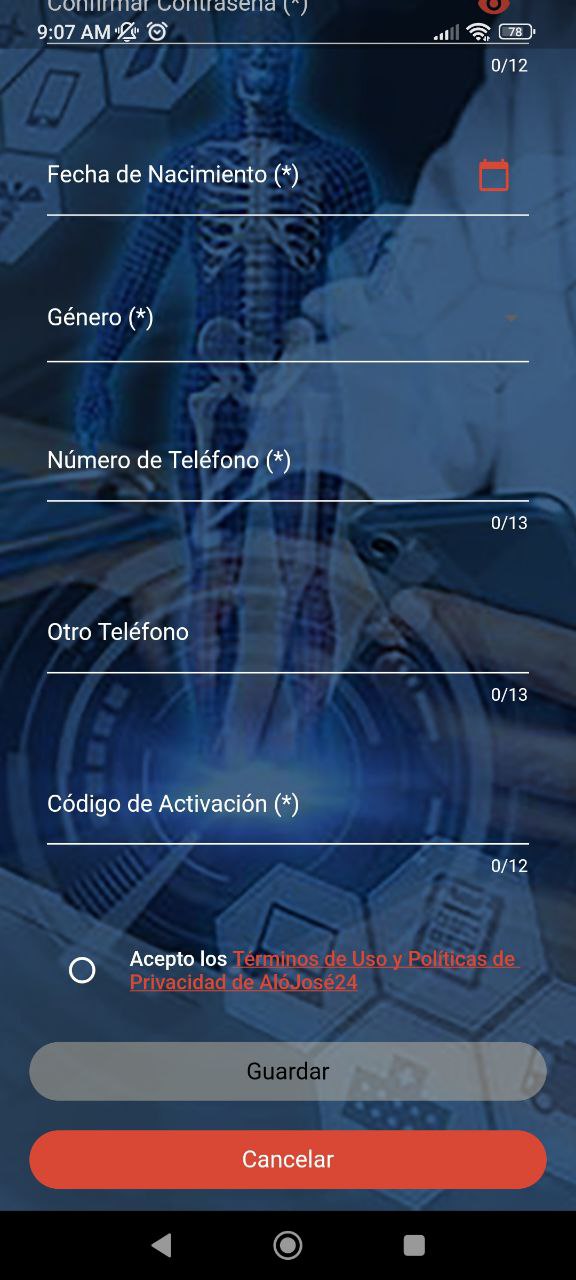 Confirmar Contraseña (*)
9:07 AM
78
0/12
Fecha de Nacimiento (*)
Género (*)
Número de Teléfono (*)
0/13
Otro Teléfono
0/13
Código de Activación (*)
0/12
Acepto los Términos de Uso y Políticas de
Privacidad de AlóJosé24
Guardar
Cancelar